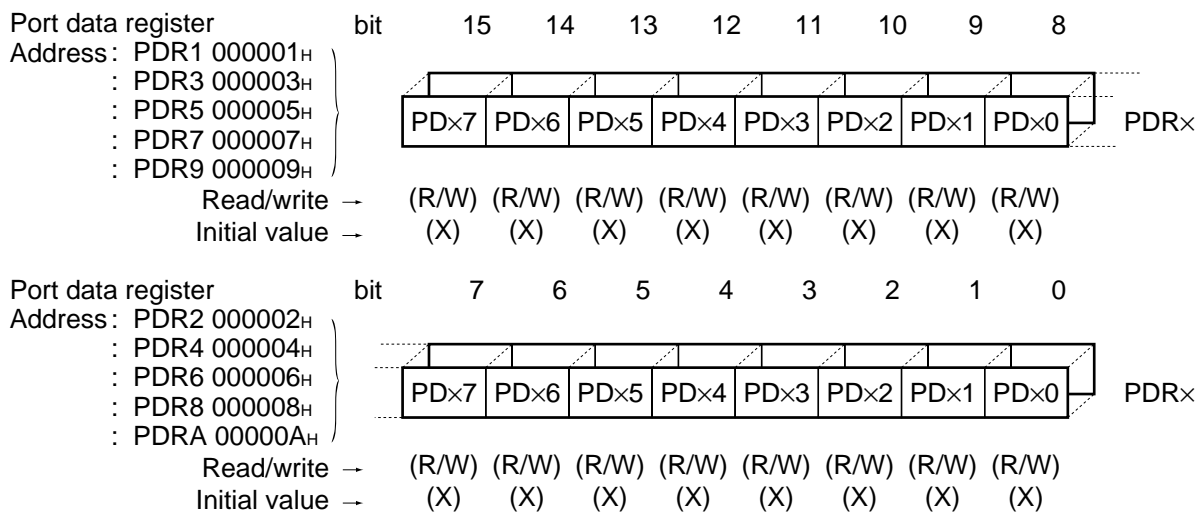 Port data register bit 15 14 13 12 11 10 9 8
Address : PDR1 000001H
: PDR3 000003H
: PDR5 000005H
PD×7 PD×6 PD×5 PD×4 PD×3 PD×2 PD×1 PD×0 PDR×
: PDR7 000007H
: PDR9 000009H
Read/write → (R/W) (R/W) (R/W) (R/W) (R/W) (R/W) (R/W) (R/W)
Initial value → (X) (X) (X) (X) (X) (X) (X) (X)
Port data register bit 7 6 5 4 3 2 1 0
Address : PDR2 000002H
: PDR4 000004H
: PDR6 000006H
PD×7 PD×6 PD×5 PD×4 PD×3 PD×2 PD×1 PD×0 PDR×
: PDR8 000008H
: PDRA 00000AH
Read/write → (R/W) (R/W) (R/W) (R/W) (R/W) (R/W) (R/W) (R/W)
Initial value → (X) (X) (X) (X) (X) (X) (X) (X)